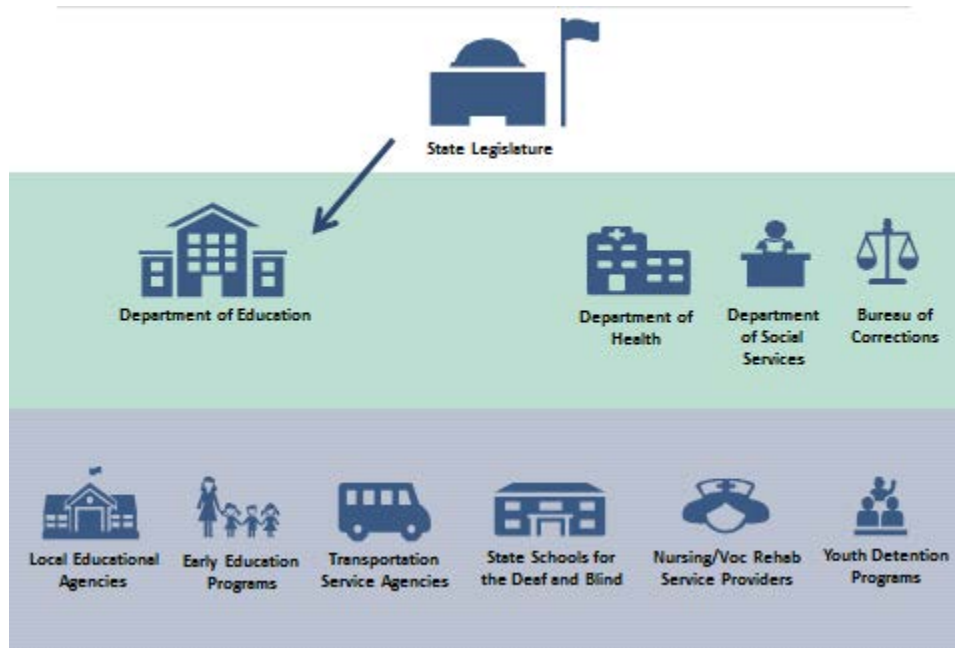 State Legislature
Department of Education
Department of
Health
Department
of Social
Services
Bureau of
Corrections
Local Educational
Agencies
Early Education
Programs
Transportation
Service Agencies
State Schools for
the Deaf and Blind
Nursing/Voc Rehab
Service Providers
Youth Detention
Programs